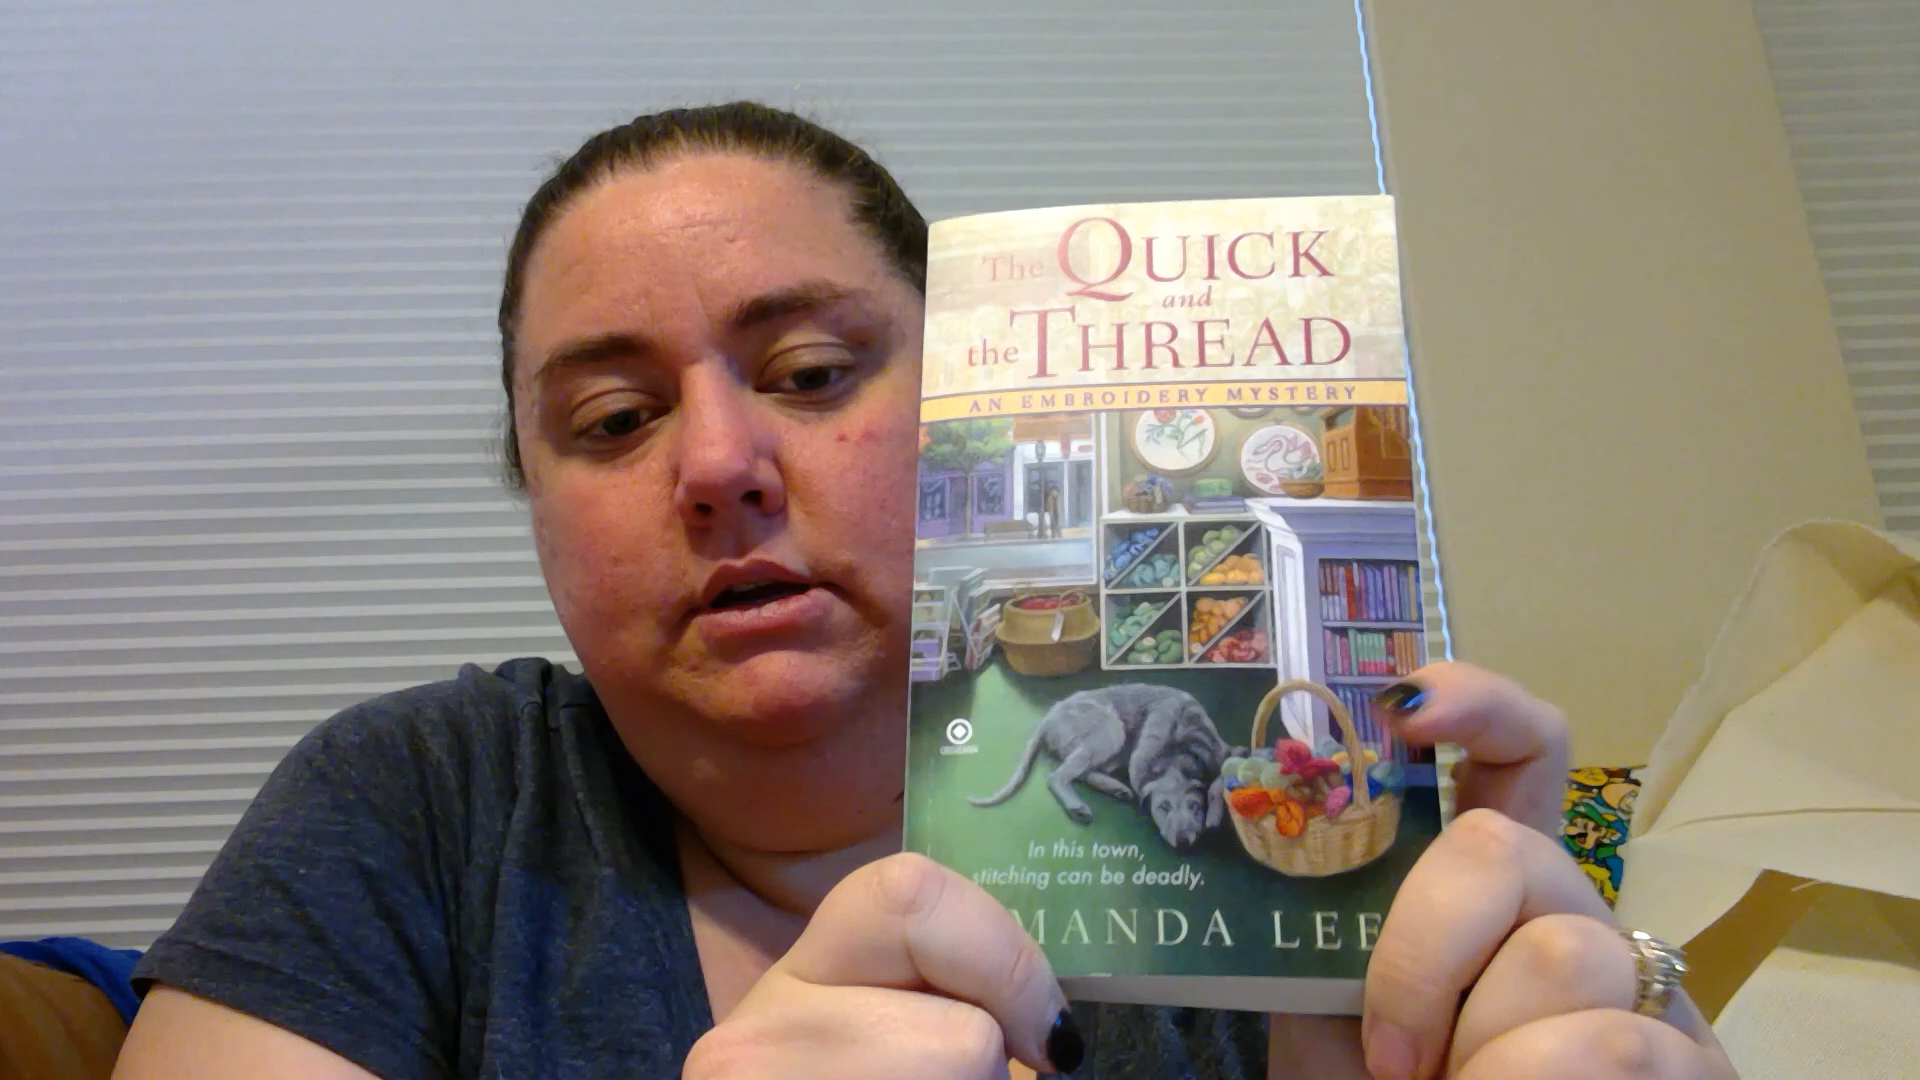 The QUICK
and
the THREAD
AN EMBROIDERY MYSTERY
In this town,
stitching can be deadly.
MANDA LEE